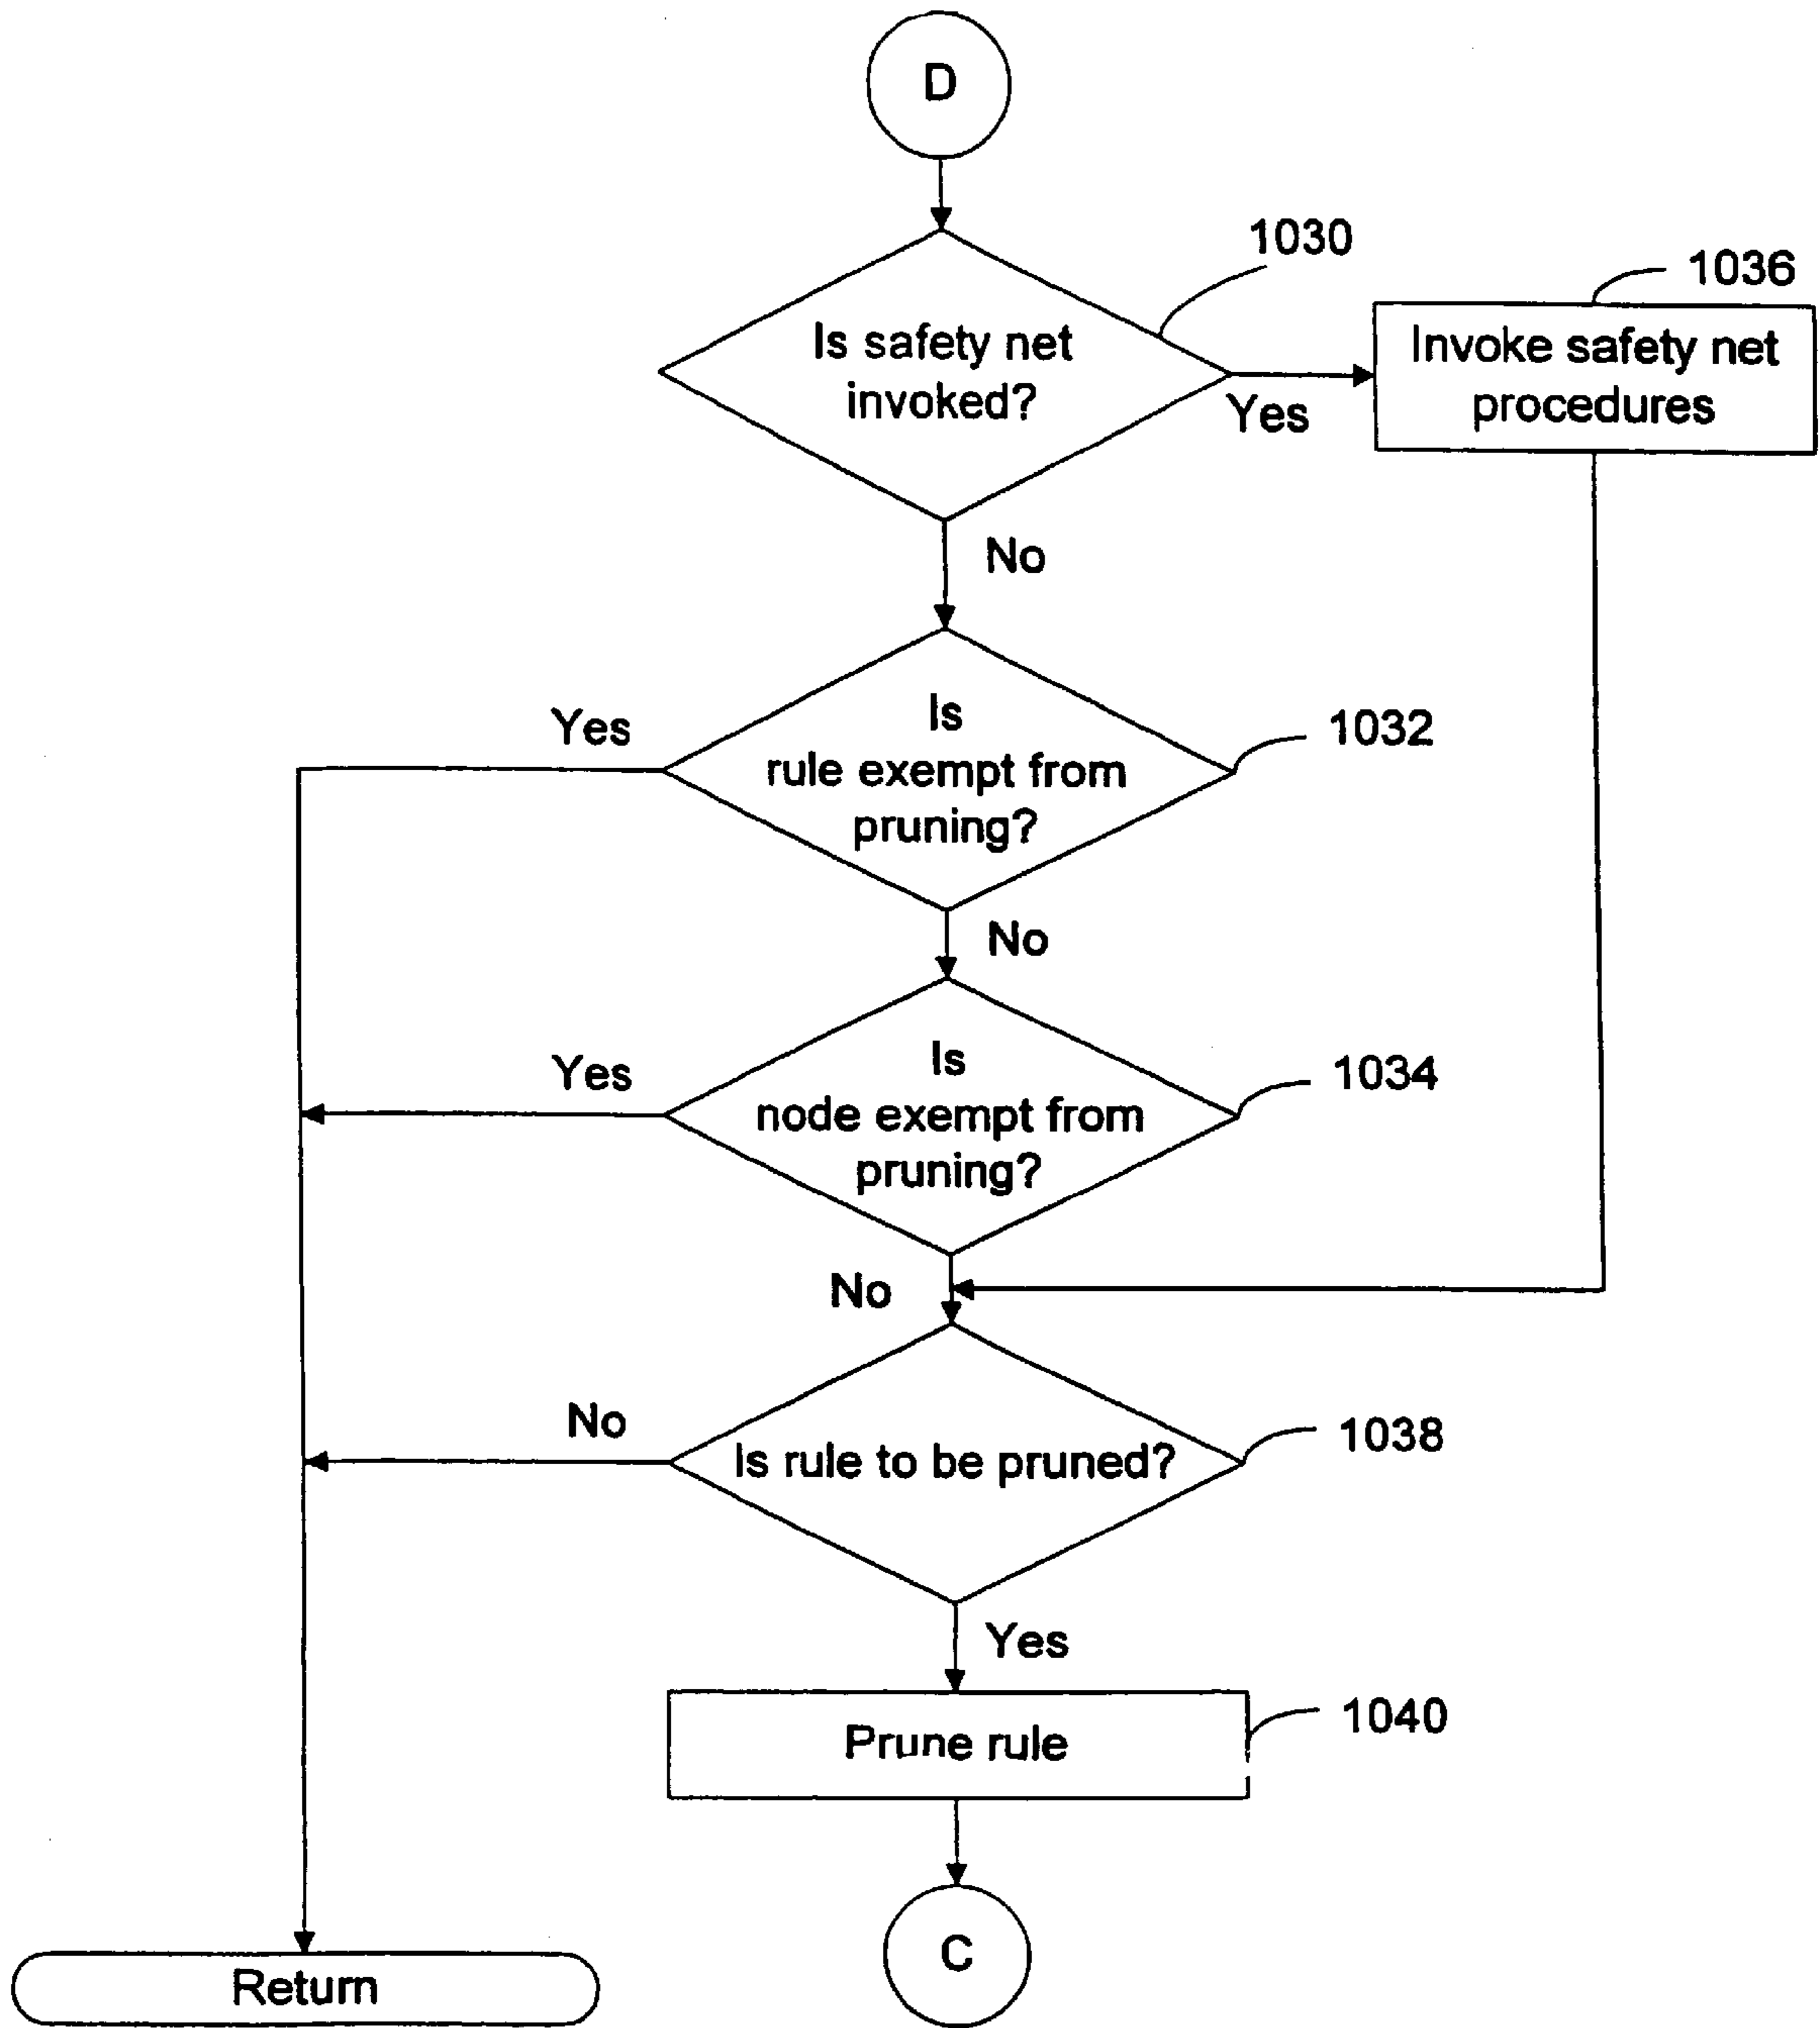 D
1030
1036
Is safety net
invoked?
Yes
Invoke safety net
procedures
No
Yes
Is
rule exempt from
pruning?
1032
No
Yes
Is
node exempt from
pruning?
1034
No
No
Is rule to be pruned?
1038
Yes
Prune rule
1040
C
Return